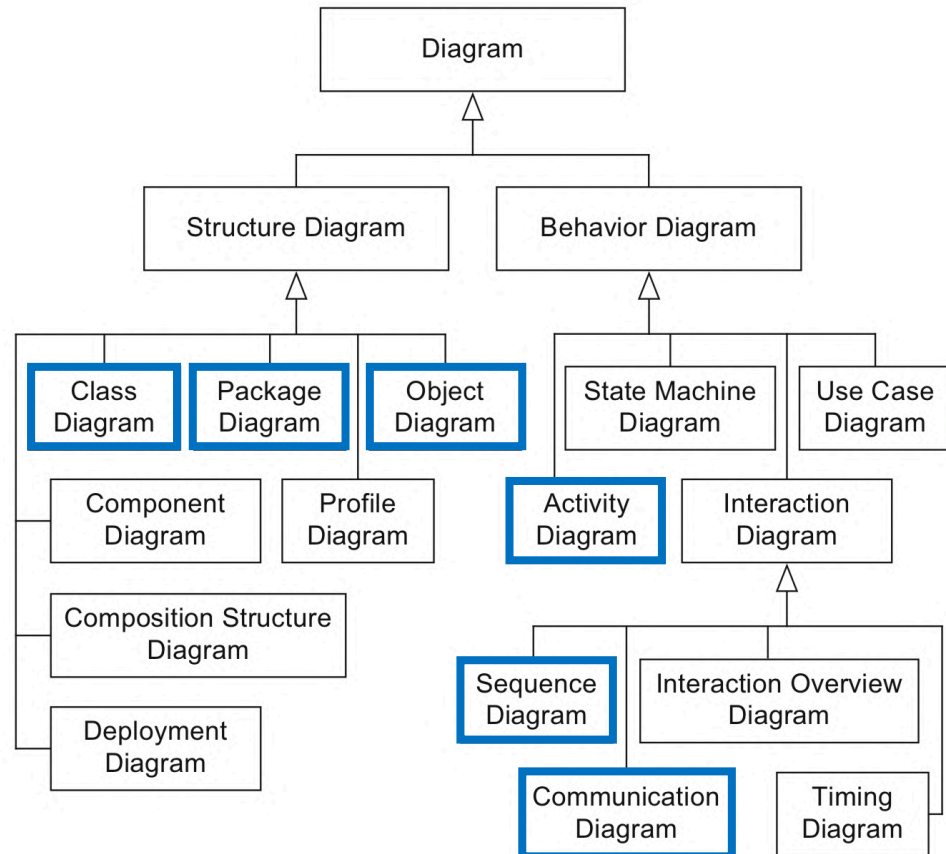 Diagram
Structure Diagram
Behavior Diagram
Class
Diagram
Package
Diagram
Object
Diagram
State Machine
Diagram
Use Case
Diagram
Component
Diagram
Profile
Diagram
Activity
Diagram
Interaction
Diagram
Composition Structure
Diagram
Sequence
Diagram
Interaction Overview
Diagram
Deployment
Diagram
Communication
Diagram
Timing
Diagram